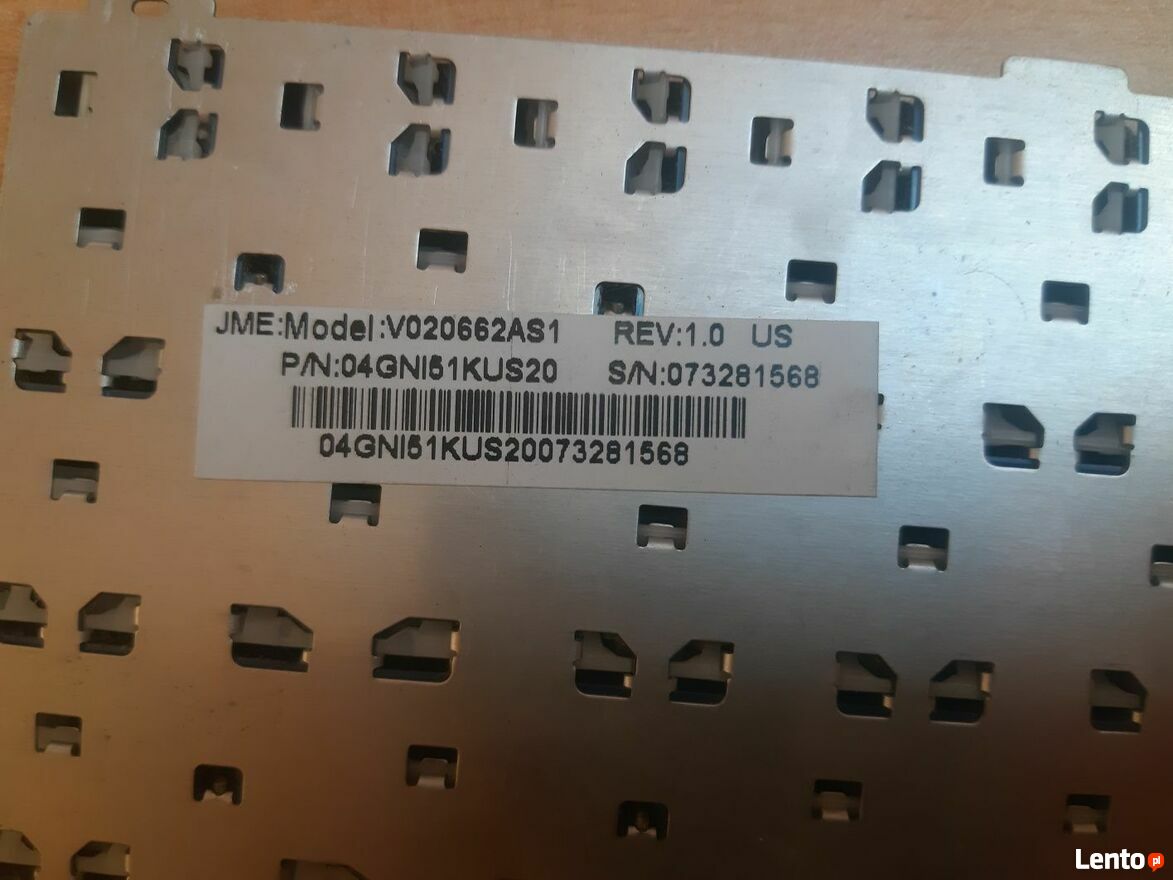 JME:Model:V020662AS1 REV:1.0 US
P/N:04GNI51KUS20 S/N:073281568
04GNI51KUS20073281568
Lento pl